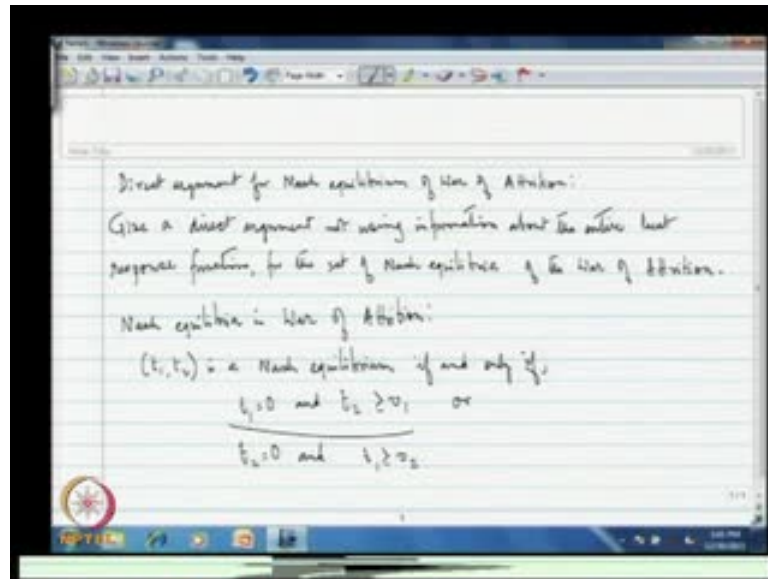 Direct argument for Nash equilibrium of War of Attrition:
Give a direct argument not using information about the entire best
response function, for the set of Nash equilibria of the War of Attrition.
Nash equilibria in War of Attrition:
(t₁, t₂) is a Nash equilibrium if and only if,
t₁=0 and t₂ ≥ v₁ or
t₂=0 and t₁ ≥ v₂
NPTEL